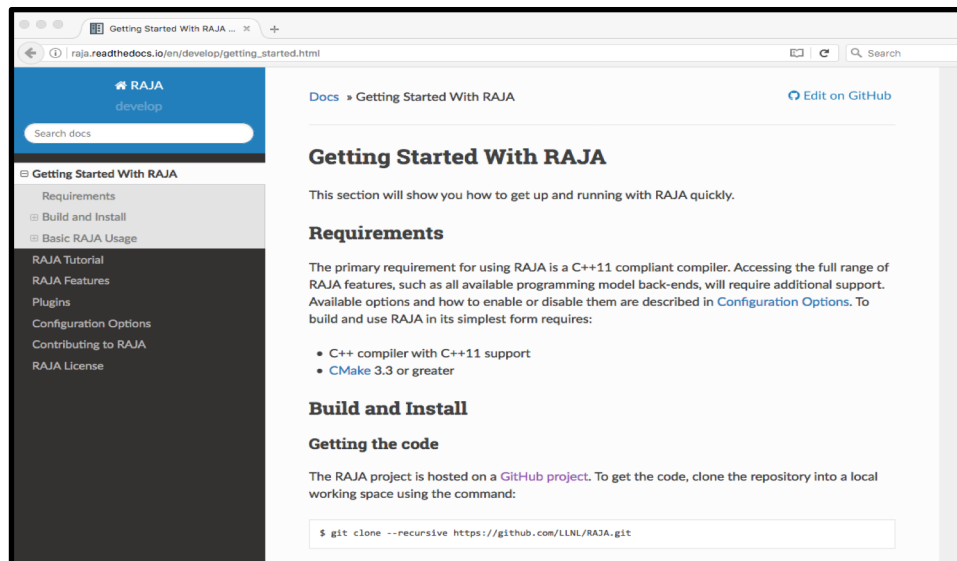 Getting Started With RAJA ...
raja.readthedocs.io/en/develop/getting_started.html
Search
RAJA
develop
Search docs
Getting Started With RAJA
Requirements
Build and Install
Basic RAJA Usage
RAJA Tutorial
RAJA Features
Plugins
Configuration Options
Contributing to RAJA
RAJA License
Docs » Getting Started With RAJA
Edit on GitHub
Getting Started With RAJA
This section will show you how to get up and running with RAJA quickly.
Requirements
The primary requirement for using RAJA is a C++11 compliant compiler. Accessing the full range of
RAJA features, such as all available programming model back-ends, will require additional support.
Available options and how to enable or disable them are described in Configuration Options. To
build and use RAJA in its simplest form requires:
• C++ compiler with C++11 support
• CMake 3.3 or greater
Build and Install
Getting the code
The RAJA project is hosted on a GitHub project. To get the code, clone the repository into a local
working space using the command:
$ git clone --recursive https://github.com/LLNL/RAJA.git